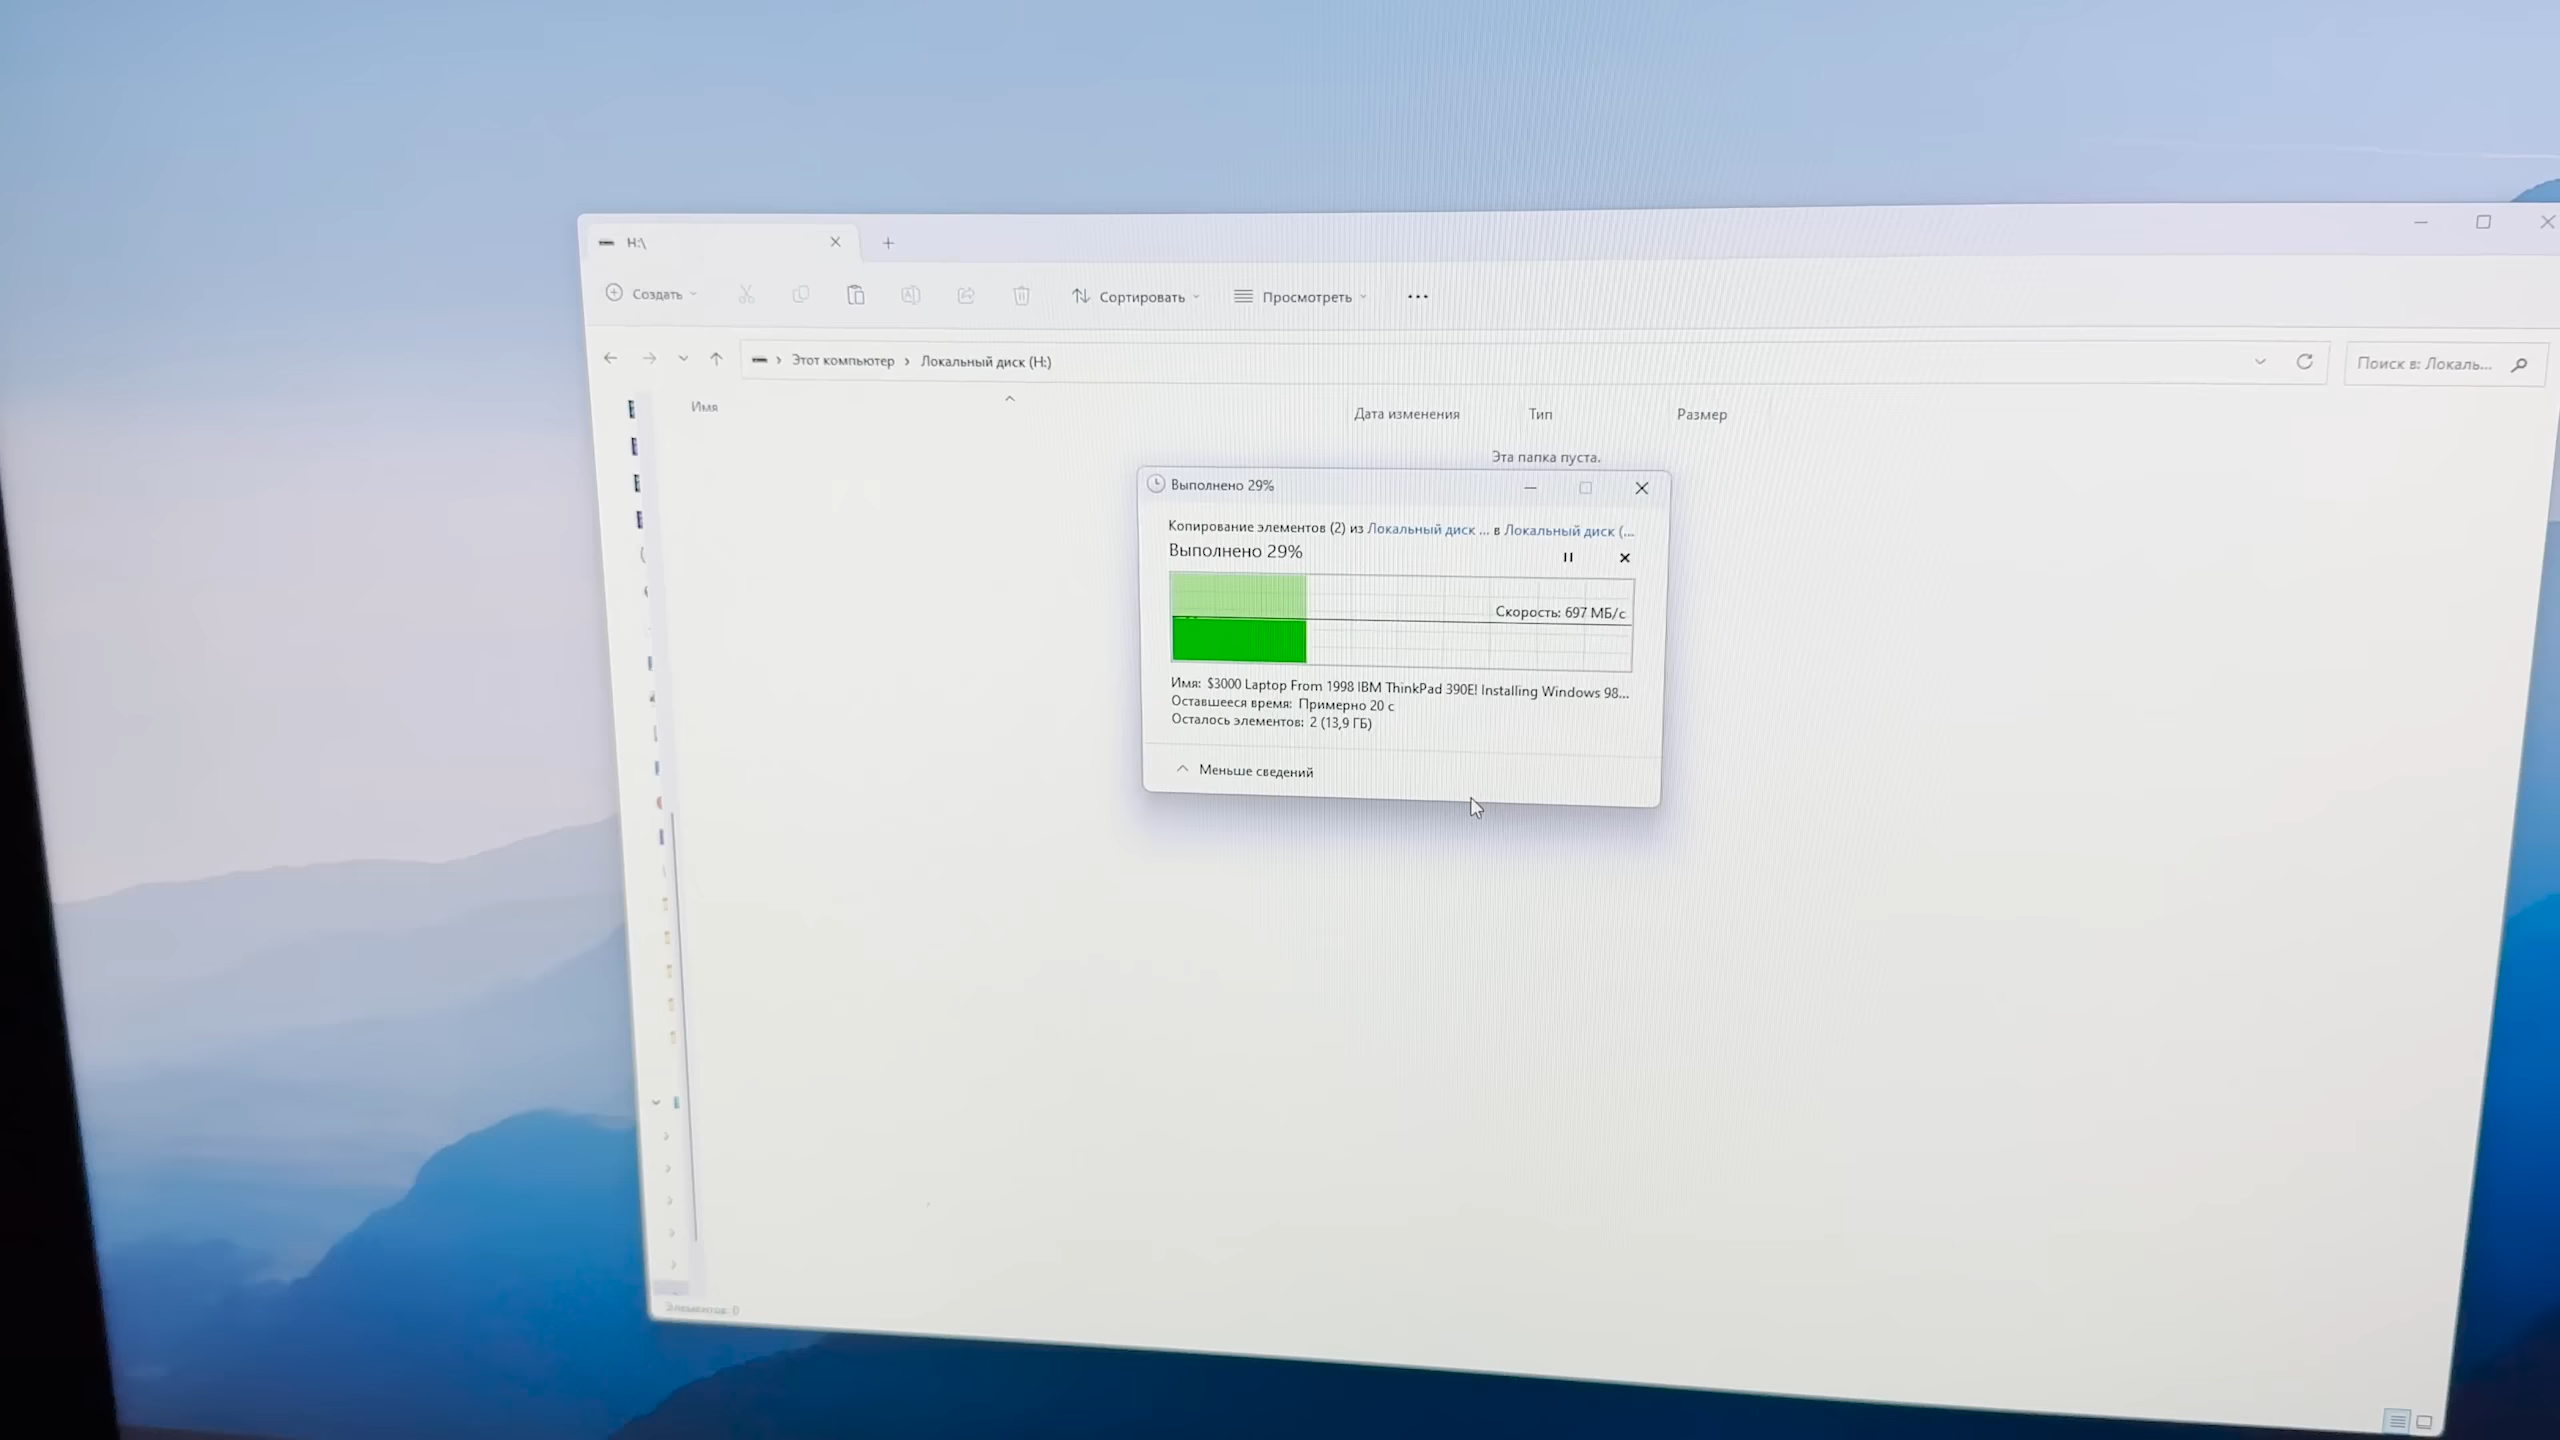 H:\
Создать
Сортировать
Просмотреть
Этот компьютер › Локальный диск (H:)
Поиск в: Локаль...
Имя
Дата изменения
Тип
Размер
Эта папка пуста.
Выполнено 29%
Копирование элементов (2) из Локальный диск ... в Локальный диск (...
Выполнено 29%
Скорость: 697 МБ/с
Имя: $3000 Laptop From 1998 IBM ThinkPad 390E! Installing Windows 98...
Оставшееся время: Примерно 20 с
Осталось элементов: 2 (13,9 ГБ)
Меньше сведений
Элементов: 0